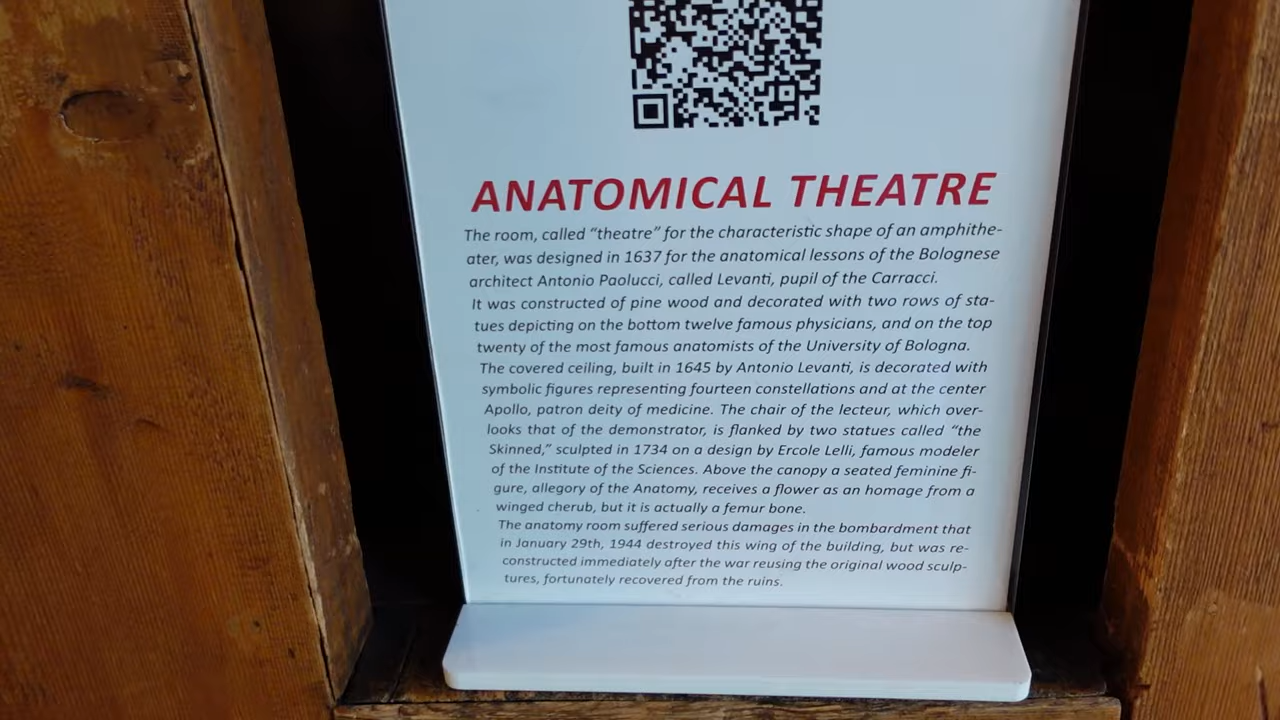 ANATOMICAL THEATRE
The room, called “theatre” for the characteristic shape of an amphithe-
ater, was designed in 1637 for the anatomical lessons of the Bolognese
architect Antonio Paolucci, called Levanti, pupil of the Carracci.
It was constructed of pine wood and decorated with two rows of sta-
tues depicting on the bottom twelve famous physicians, and on the top
twenty of the most famous anatomists of the University of Bologna.
The covered ceiling, built in 1645 by Antonio Levanti, is decorated with
symbolic figures representing fourteen constellations and at the center
Apollo, patron deity of medicine. The chair of the lecteur, which over-
looks that of the demonstrator, is flanked by two statues called “the
Skinned,” sculpted in 1734 on a design by Ercole Lelli, famous modeler
of the Institute of the Sciences. Above the canopy a seated feminine fi-
gure, allegory of the Anatomy, receives a flower as an homage from a
winged cherub, but it is actually a femur bone.
The anatomy room suffered serious damages in the bombardment that
in January 29th, 1944 destroyed this wing of the building, but was re-
constructed immediately after the war reusing the original wood sculp-
tures, fortunately recovered from the ruins.